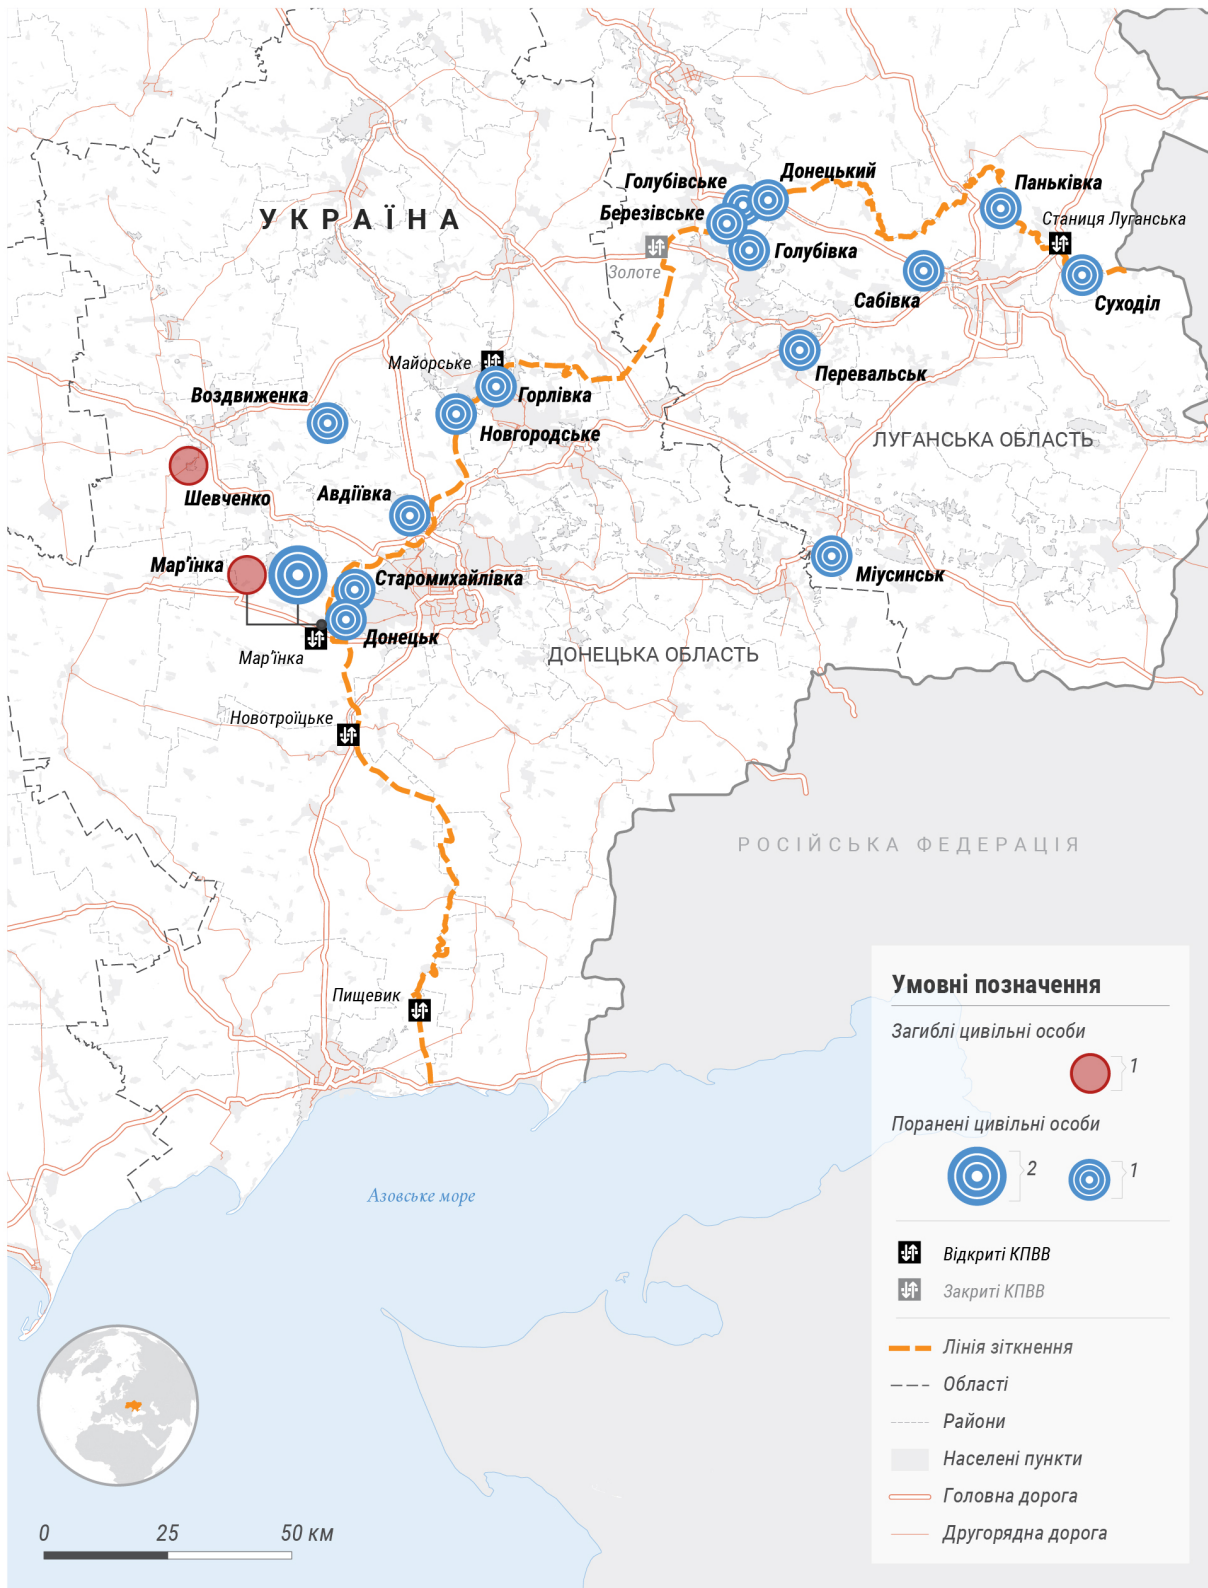 Донецький
Голубівське
Паньківка
Березівське
УКРАЇНА
Станиця Луганська
Голубівка
Золоте
Сабівка
Суходіл
Майорське
Перевальськ
Воздвиженка
Горлівка
Новгородське
ЛУГАНСЬКА ОБЛАСТЬ
Шевченко
Авдіївка
Мар'їнка
Старомихайлівка
Міусинськ
Донецьк
Мар'їнка
ДОНЕЦЬКА ОБЛАСТЬ
Новотроїцьке
РОСІЙСЬКА ФЕДЕРАЦІЯ
Пищевик
Азовське море
Умовні позначення
Загиблі цивільні особи
1
Поранені цивільні особи
2 1
Відкриті КПВВ
Закриті КПВВ
Лінія зіткнення
Області
Райони
Населені пункти
Головна дорога
Другорядна дорога
0 25 50 км